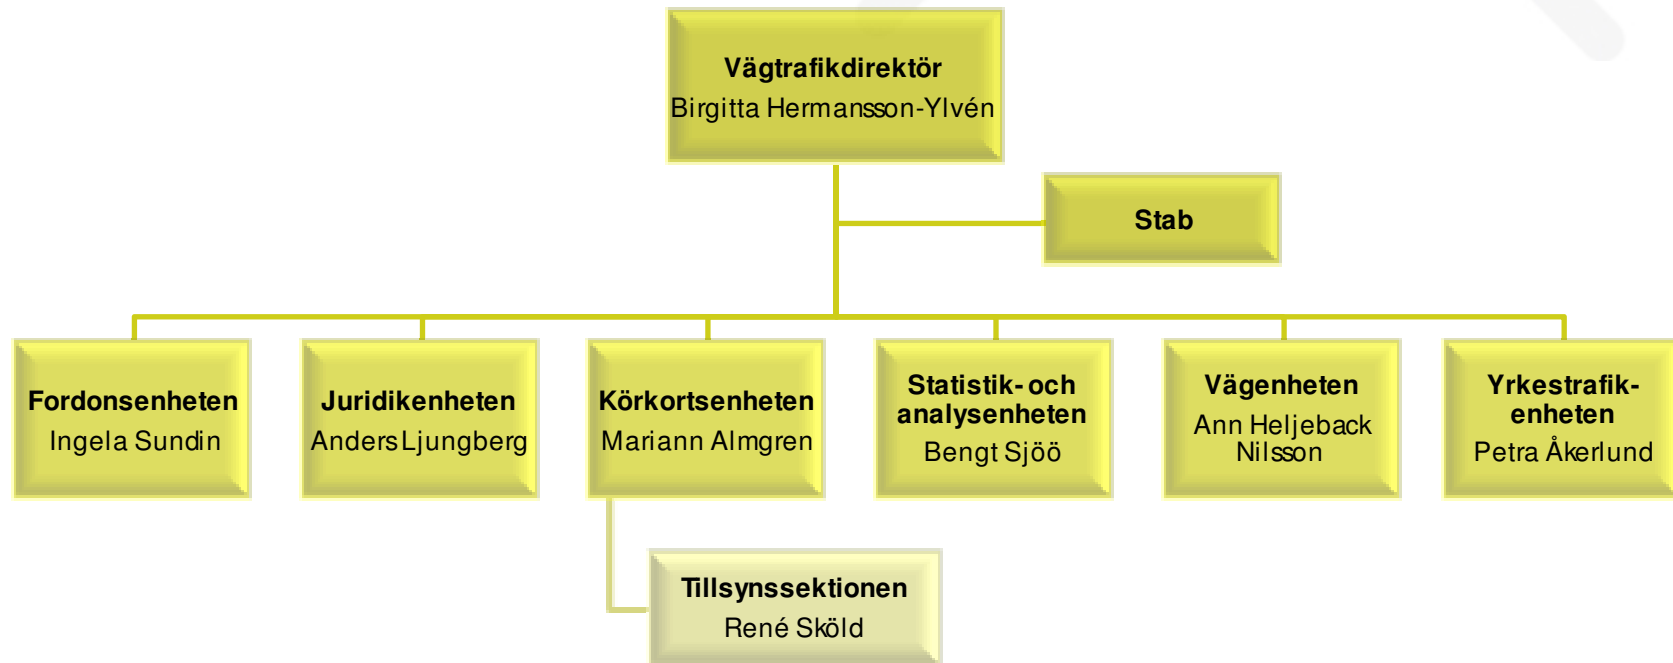 Vägtrafikdirektör
Birgitta Hermansson-Ylvén
Stab
Fordonsenheten
Ingela Sundin
Juridikenheten
Anders Ljungberg
Körkortsenheten
Mariann Almgren
Statistik- och
analysenheten
Bengt Sjöö
Vägenheten
Ann Heljeback
Nilsson
Yrkestrafik-
enheten
Petra Åkerlund
Tillsynssektionen
René Sköld